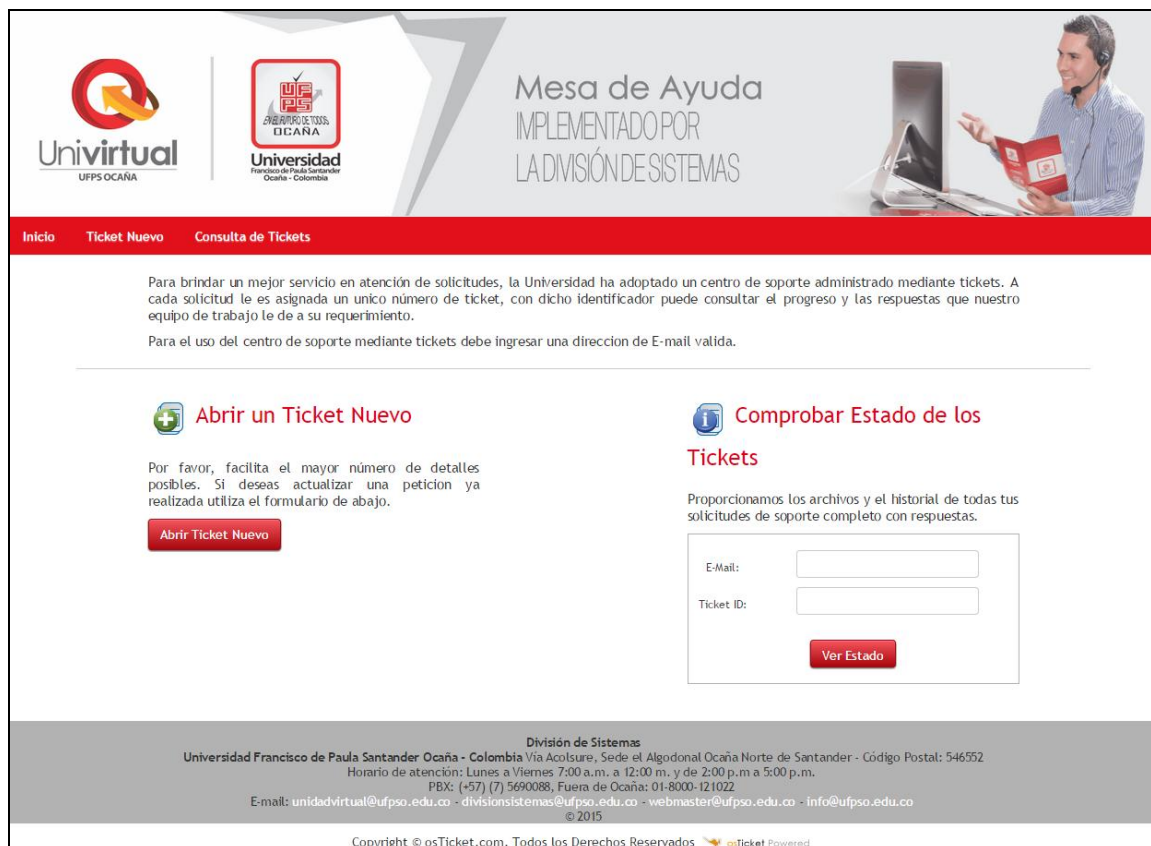 Univirtual
UFPS OCAÑA
UFPS
EN EL FUTURO DE TODOS
OCAÑA
Universidad
Francisco de Paula Santander
Ocaña - Colombia
Mesa de Ayuda
IMPLEMENTADO POR
LA DIVISIÓN DE SISTEMAS
Inicio Ticket Nuevo Consulta de Tickets
Para brindar un mejor servicio en atención de solicitudes, la Universidad ha adoptado un centro de soporte administrado mediante tickets. A
cada solicitud le es asignada un unico número de ticket, con dicho identificador puede consultar el progreso y las respuestas que nuestro
equipo de trabajo le de a su requerimiento.
Para el uso del centro de soporte mediante tickets debe ingresar una direccion de E-mail valida.
Abrir un Ticket Nuevo
Por favor, facilita el mayor número de detalles
posibles. Si deseas actualizar una peticion ya
realizada utiliza el formulario de abajo.
Abrir Ticket Nuevo
Comprobar Estado de los
Tickets
Proporcionamos los archivos y el historial de todas tus
solicitudes de soporte completo con respuestas.
E-Mail:
Ticket ID:
Ver Estado
División de Sistemas
Universidad Francisco de Paula Santander Ocaña - Colombia Vía Acolsure, Sede el Algodonal Ocaña Norte de Santander - Código Postal: 546552
Horario de atención: Lunes a Viernes 7:00 a.m. a 12:00 m. y de 2:00 p.m a 5:00 p.m.
PBX: (+57) (7) 5690088, Fuera de Ocaña: 01-8000-121022
E-mail: unidadvirtual@ufpso.edu.co - divisionsistemas@ufpso.edu.co - webmaster@ufpso.edu.co - info@ufpso.edu.co
© 2015
Copyright © osTicket.com. Todos los Derechos Reservados osTicket Powered